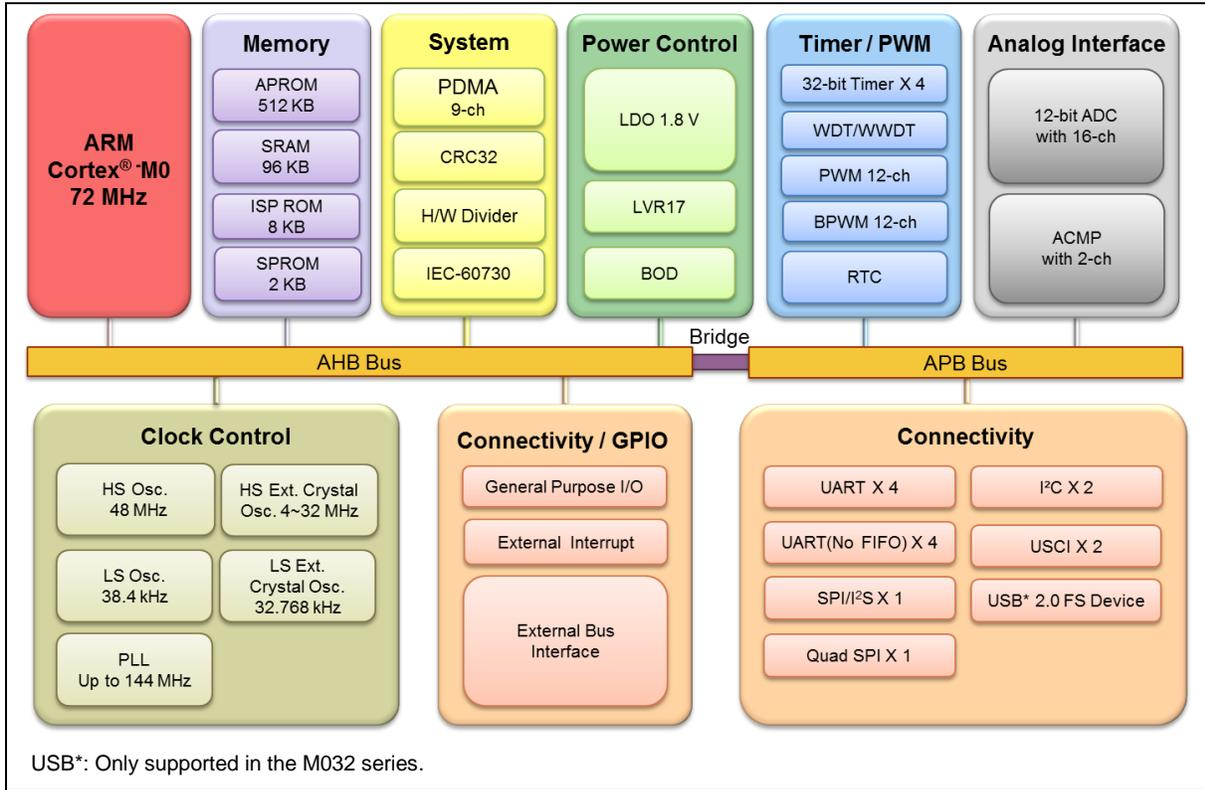 ARM
Cortex® -M0
72 MHz
Memory
APROM
512 KB
SRAM
96 KB
ISP ROM
8 KB
SPROM
2 KB
System
PDMA
9-ch
CRC32
H/W Divider
IEC-60730
Power Control
LDO 1.8 V
LVR17
BOD
Timer / PWM
32-bit Timer X 4
WDT/WWDT
PWM 12-ch
BPWM 12-ch
RTC
Analog Interface
12-bit ADC
with 16-ch
ACMP
with 2-ch
AHB Bus
Bridge
APB Bus
Clock Control
HS Osc.
48 MHz
HS Ext. Crystal
Osc. 4~32 MHz
LS Osc.
38.4 kHz
LS Ext.
Crystal Osc.
32.768 kHz
PLL
Up to 144 MHz
Connectivity / GPIO
General Purpose I/O
External Interrupt
External Bus
Interface
Connectivity
UART X 4
I²C X 2
UART(No FIFO) X 4
USCI X 2
SPI/I²S X 1
USB* 2.0 FS Device
Quad SPI X 1
USB*: Only supported in the M032 series.